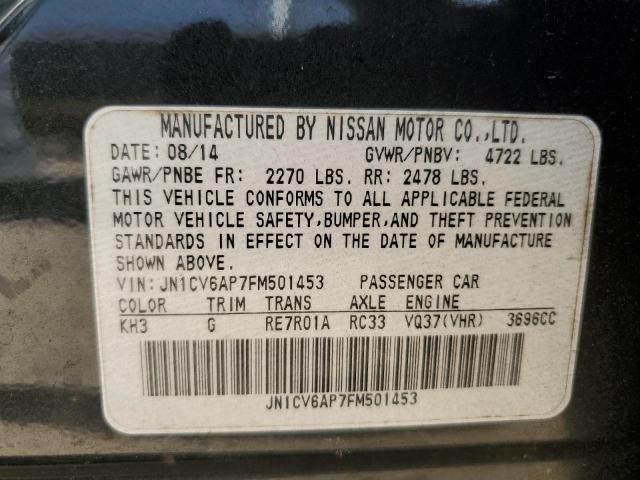 MANUFACTURED BY NISSAN MOTOR CO.,LTD.
DATE: 08/14 GVWR/PNBV: 4722 LBS.
GAWR/PNBE FR: 2270 LBS. RR: 2478 LBS.
THIS VEHICLE CONFORMS TO ALL APPLICABLE FEDERAL
MOTOR VEHICLE SAFETY,BUMPER,AND THEFT PREVENTION
STANDARDS IN EFFECT ON THE DATE OF MANUFACTURE
SHOWN ABOVE.
VIN: JN1CV6AP7FM501453 PASSENGER CAR
COLOR TRIM TRANS AXLE ENGINE
KH3 G RE7R01A RC33 VQ37(VHR) 3696CC
JN1CV6AP7FM501453